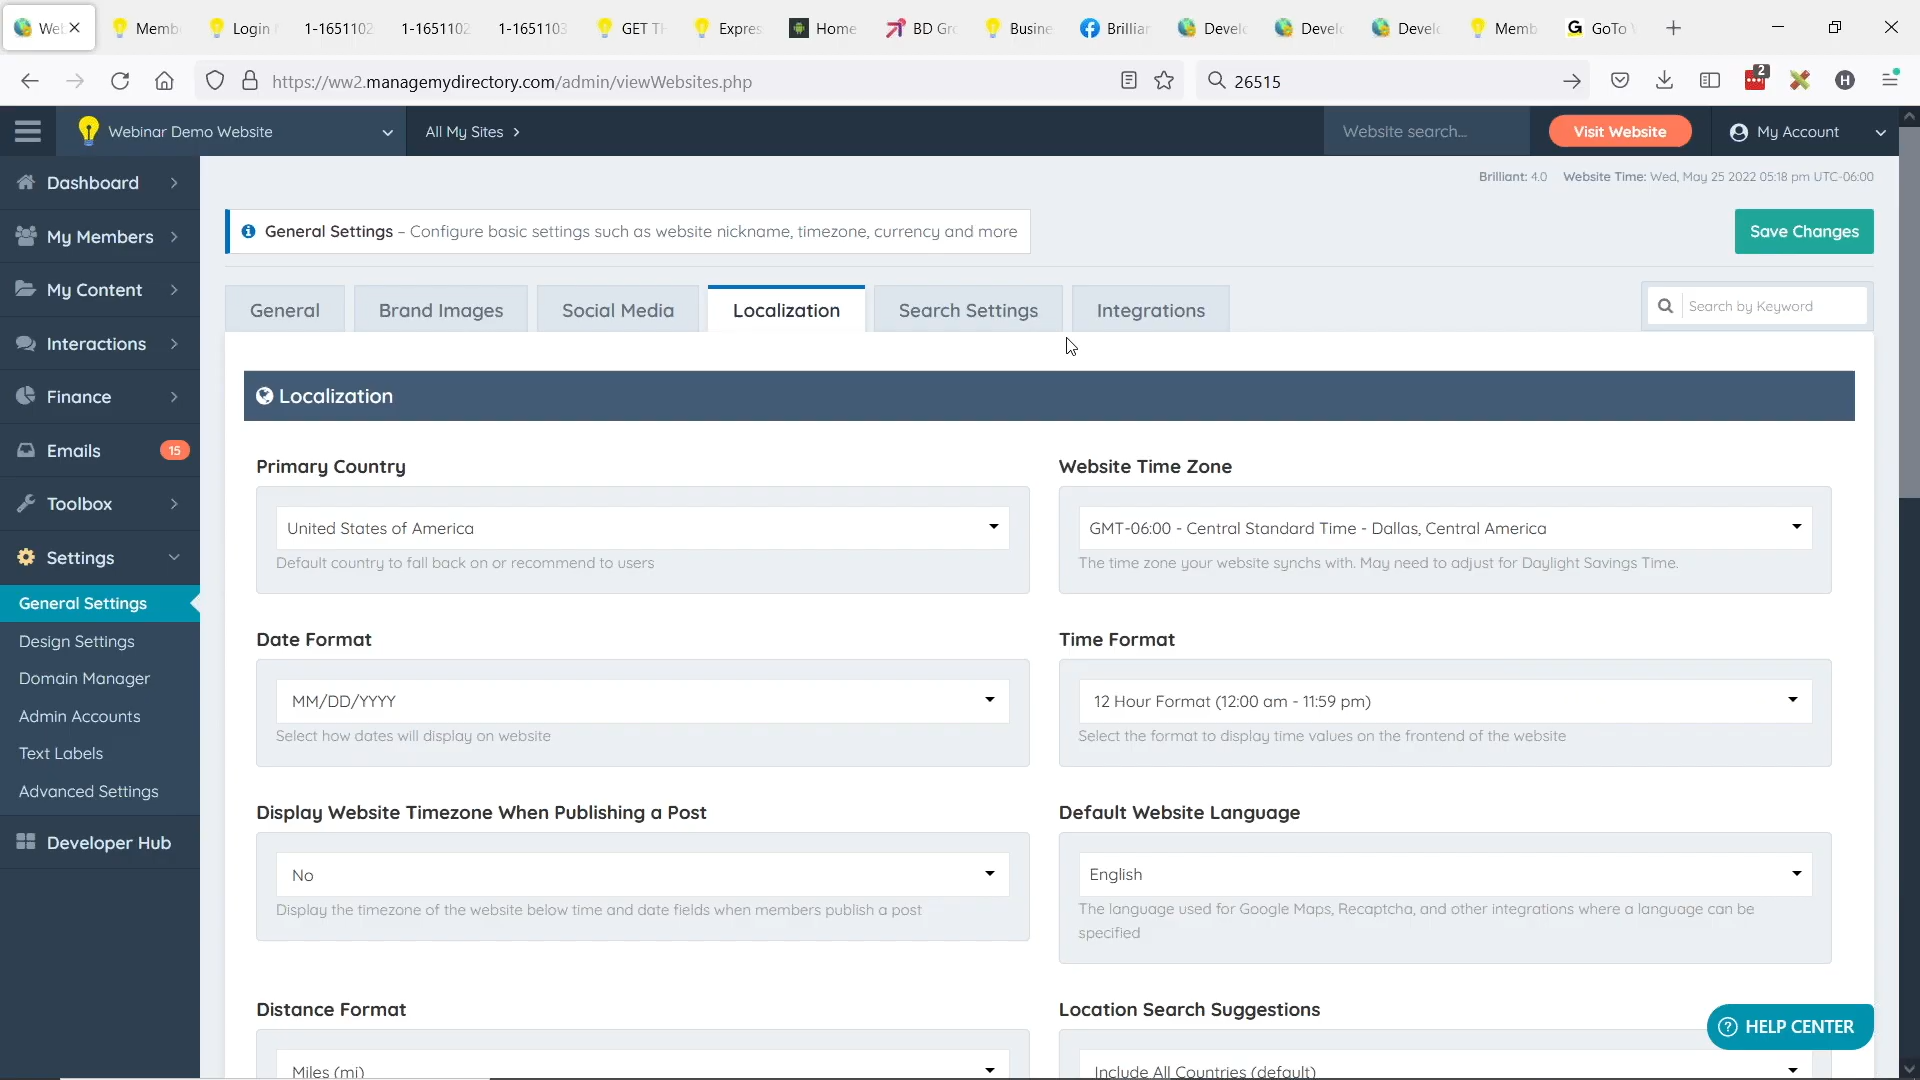 Wel
Memb
Login
1-1651102
1-1651102
1-1651103
GET TH
Expres
Home
BD Gro
Busine
Brilliar
Develo
Develo
Develo
Memb
GoTo
https://ww2.managemydirectory.com/admin/viewWebsites.php
26515
2
H
Webinar Demo Website
All My Sites
Website search...
Visit Website
My Account
Brilliant: 4.0 Website Time: Wed, May 25 2022 05:18 pm UTC-06:00
Dashboard
My Members
My Content
Interactions
Finance
Emails 15
Toolbox
Settings
General Settings
Design Settings
Domain Manager
Admin Accounts
Text Labels
Advanced Settings
Developer Hub
General Settings – Configure basic settings such as website nickname, timezone, currency and more
Save Changes
General
Brand Images
Social Media
Localization
Search Settings
Integrations
Search by Keyword
Localization
Primary Country
United States of America
Default country to fall back on or recommend to users
Website Time Zone
GMT-06:00 - Central Standard Time - Dallas, Central America
The time zone your website synchs with. May need to adjust for Daylight Savings Time.
Date Format
MM/DD/YYYY
Select how dates will display on website
Time Format
12 Hour Format (12:00 am - 11:59 pm)
Select the format to display time values on the frontend of the website
Display Website Timezone When Publishing a Post
No
Display the timezone of the website below time and date fields when members publish a post
Default Website Language
English
The language used for Google Maps, Recaptcha, and other integrations where a language can be
specified
Distance Format
Miles (mi)
Location Search Suggestions
Include All Countries (default)
HELP CENTER